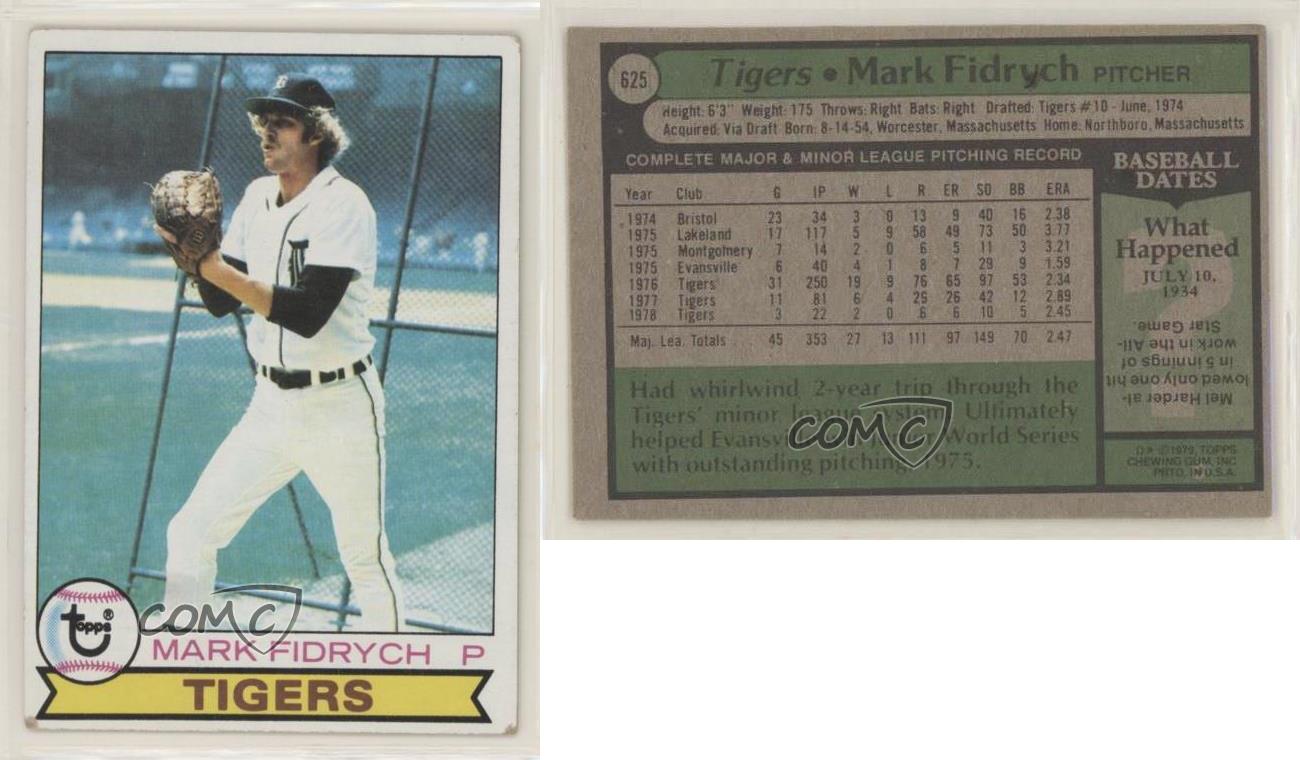 Topps®
MARK FIDRYCH P
TIGERS
COMC
625
Tigers • Mark Fidrych PITCHER
Height: 6'3" Weight: 175 Throws: Right Bats: Right Drafted: Tigers #10 - June, 1974
Acquired: Via Draft Born: 8-14-54, Worcester, Massachusetts Home: Northboro, Massachusetts
COMPLETE MAJOR & MINOR LEAGUE PITCHING RECORD
Year Club G IP W L R ER SO BB ERA
1974 Bristol 23 34 3 0 13 9 40 16 2.38
1975 Lakeland 17 117 5 9 58 49 73 50 3.77
1975 Montgomery 7 14 2 0 6 5 11 3 3.21
1975 Evansville 6 40 4 1 8 7 29 9 1.59
1976 Tigers 31 250 19 9 76 65 97 53 2.34
1977 Tigers 11 81 6 4 29 26 42 12 2.89
1978 Tigers 3 22 2 0 6 6 10 5 2.45
Maj. Lea. Totals 45 353 27 13 111 97 149 70 2.47
Had whirlwind 2-year trip through the
Tigers' minor league system. Ultimately
helped Evansville to Junior World Series
with outstanding pitching, 1975.
COMC
BASEBALL
DATES
What
Happened
JULY 10,
1934
?
Mel Harder al-
lowed only one hit
in 5 innings of
work in the All-
Star Game.
D.P. © 1979, TOPPS
CHEWING GUM, INC
PRTD. IN U.S.A.